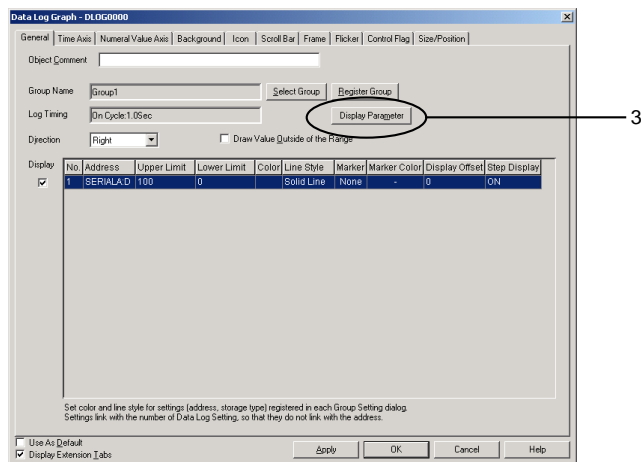 Data Log Graph - DLOG0000
General Time Axis Numeral Value Axis Background Icon Scroll Bar Frame Flicker Control Flag Size/Position
Object Comment
Group Name Group1 Select Group Register Group
Log Timing On Cycle:1.0Sec Display Parameter 3
Direction Right Draw Value Outside of the Range
Display No. Address Upper Limit Lower Limit Color Line Style Marker Marker Color Display Offset Step Display
1 SERIALA:D 100 0 Solid Line None - 0 ON
Set color and line style for settings (address, storage type) registered in each Group Setting dialog.
Settings link with the number of Data Log Setting, so that they do not link with the address.
Use As Default
Display Extension Tabs Apply OK Cancel Help